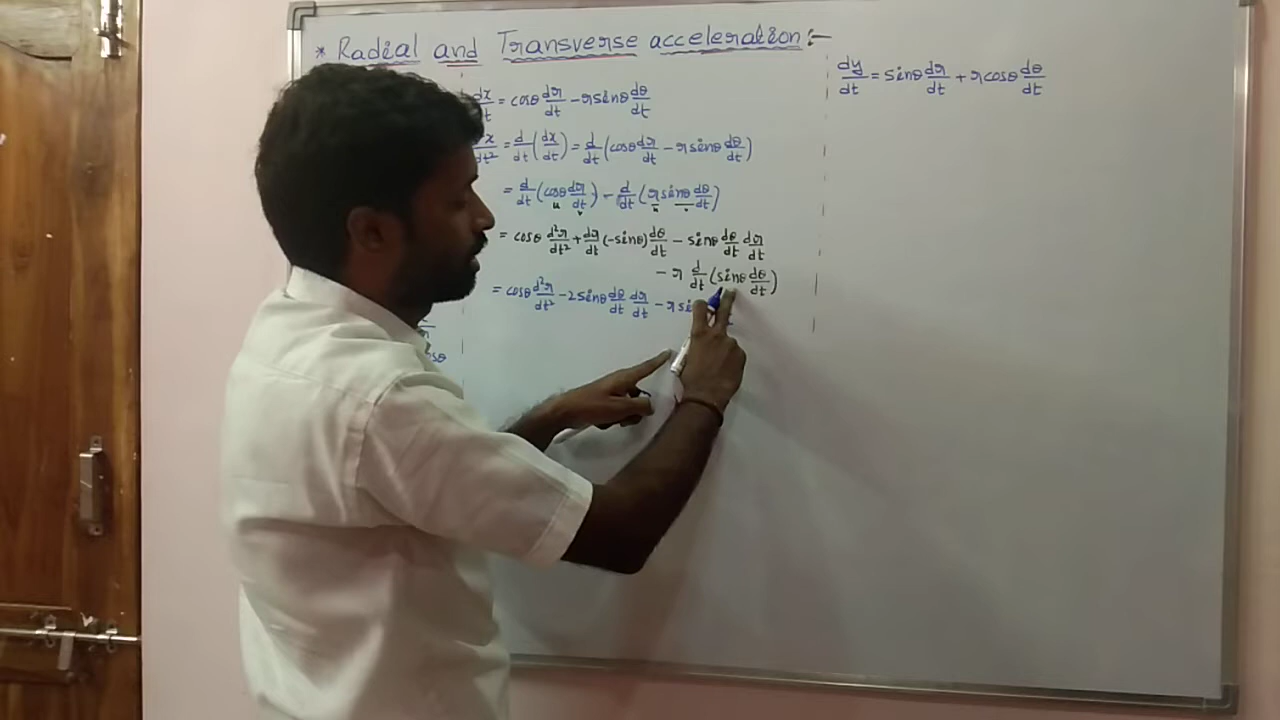 * Radial and Transverse acceleration :-
= cosθ dr/dt - r sinθ dθ/dt
= d/dt (dx/dt) = d/dt (cosθ dr/dt - r sinθ dθ/dt)
= d/dt (cosθ dr/dt) - d/dt (r sinθ dθ/dt)
u v u v
= cosθ d²r/dt² + dr/dt (-sinθ) dθ/dt - sinθ dθ/dt dr/dt
- r d/dt (sinθ dθ/dt)
= cosθ d²r/dt² - 2 sinθ dθ/dt dr/dt - r
dy/dt = sinθ dr/dt + r cosθ dθ/dt